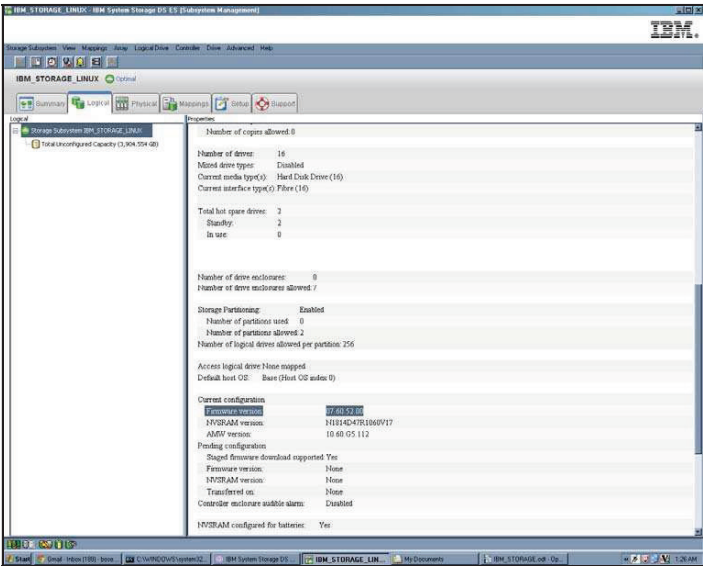 IBM_STORAGE_LINUX - IBM System Storage DS ES (Subsystem Management)
IBM.
Storage Subsystem View Mappings Array Logical Drive Controller Drive Advanced Help
IBM_STORAGE_LINUX Optimal
Summary Logical Physical Mappings Setup Support
Logical
Properties
Storage Subsystem IBM_STORAGE_LINUX
Total Unconfigured Capacity (3,904.554 GB)
Number of copies allowed: 8
Number of drives: 16
Mixed drive types: Disabled
Current media type(s): Hard Disk Drive (16)
Current interface type(s): Fibre (16)
Total hot spare drives: 2
Standby: 2
In use: 0
Number of drive enclosures: 0
Number of drive enclosures allowed: 7
Storage Partitioning: Enabled
Number of partitions used: 0
Number of partitions allowed: 2
Number of logical drives allowed per partition: 256
Access logical drive: None mapped
Default host OS: Base (Host OS index 0)
Current configuration
Firmware version: 07.60.52.00
NVSRAM version: N1814D47R1060V17
AMW version: 10.60.G5.112
Pending configuration
Staged firmware download supported: Yes
Firmware version: None
NVSRAM version: None
Transferred on: None
Controller enclosure audible alarm: Disabled
NVSRAM configured for batteries: Yes
Start Gmail - Inbox (100) - C:\WINDOWS\system32... IBM System Storage DS ... IBM_STORAGE_LIN... My Documents IBM_STORAGE.odt - Op... 1:26 AM